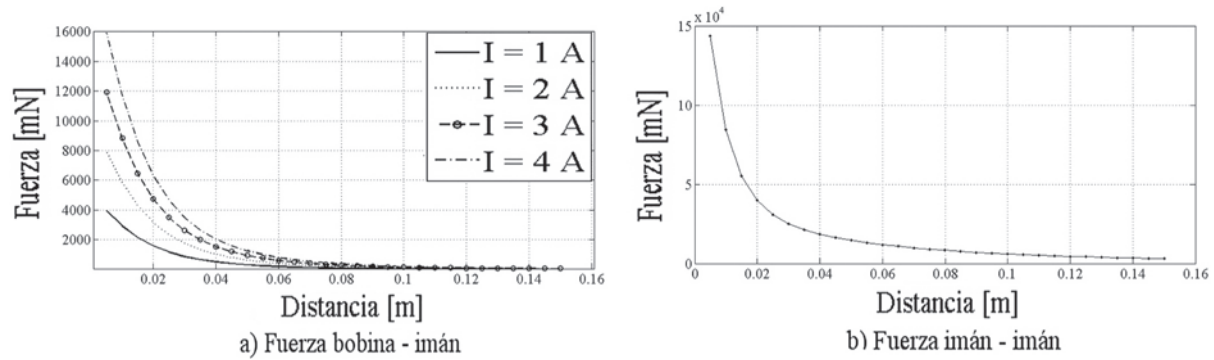 16000
14000
12000
10000
8000
6000
4000
2000
Fuerza [mN]
I = 1 A
I = 2 A
I = 3 A
I = 4 A
0.02 0.04 0.06 0.08 0.1 0.12 0.14 0.16
Distancia [m]
a) Fuerza bobina - imán
15 x 10⁴
10
5
0
Fuerza [mN]
0 0.02 0.04 0.06 0.08 0.1 0.12 0.14 0.16
Distancia [m]
b) Fuerza imán - imán